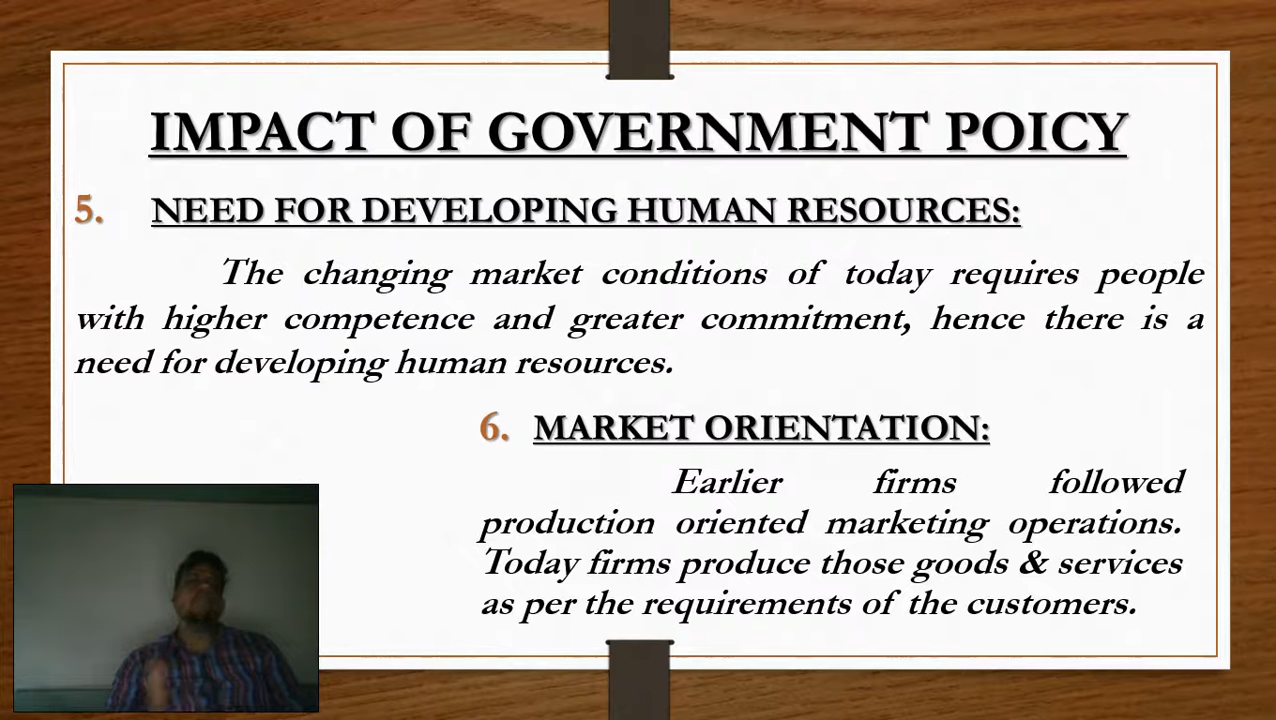 IMPACT OF GOVERNMENT POICY
5. NEED FOR DEVELOPING HUMAN RESOURCES:
The changing market conditions of today requires people
with higher competence and greater commitment, hence there is a
need for developing human resources.
6. MARKET ORIENTATION:
Earlier firms followed
production oriented marketing operations.
Today firms produce those goods & services
as per the requirements of the customers.